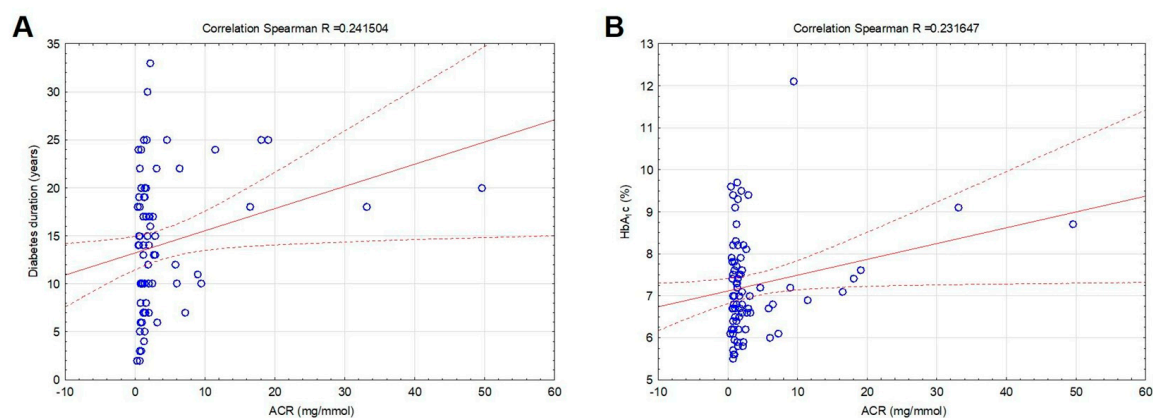 A
Correlation Spearman R =0.241504
35
30
25
20
15
10
5
0
Diabetes duration (years)
-10 0 10 20 30 40 50 60
ACR (mg/mmol)
B
Correlation Spearman R =0.231647
13
12
11
10
9
8
7
6
5
HbA₁c (%)
-10 0 10 20 30 40 50 60
ACR (mg/mmol)